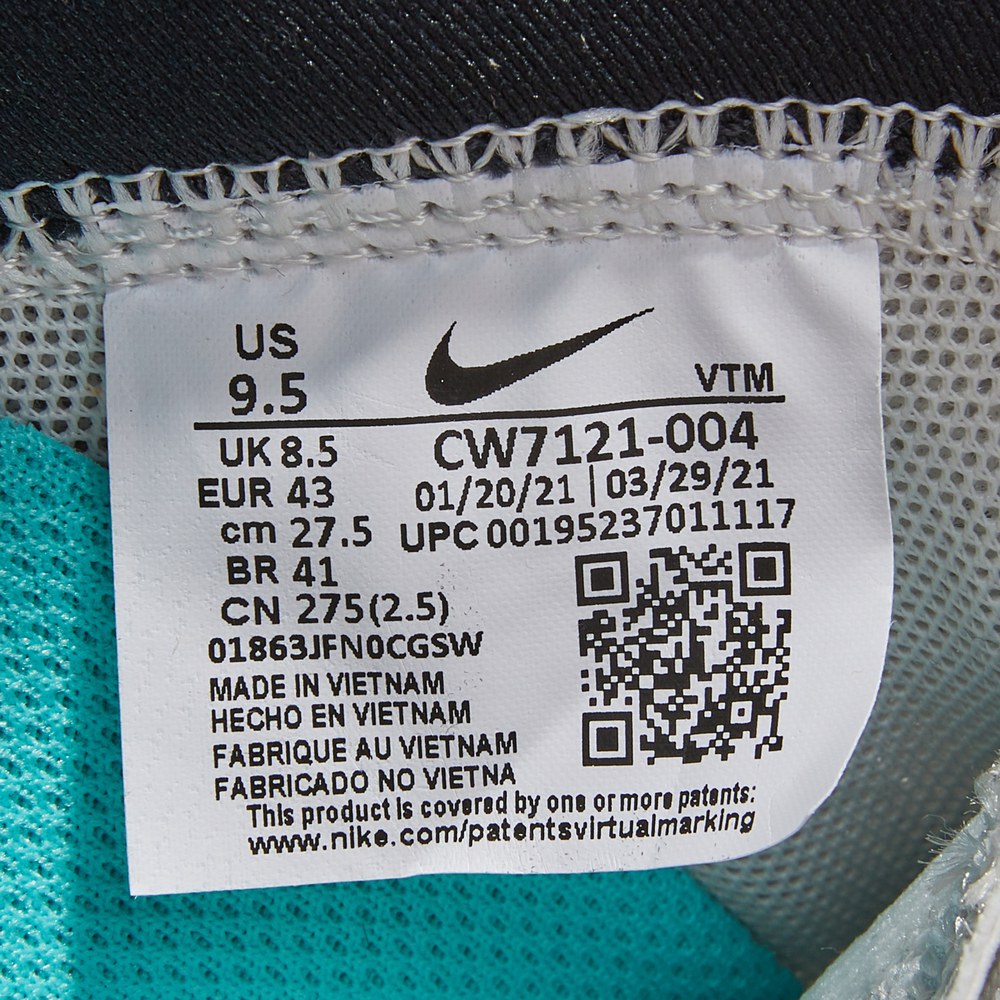 US
9.5
VTM
UK 8.5
EUR 43
cm 27.5
BR 41
CN 275(2.5)
CW7121-004
01/20/21 | 03/29/21
UPC 00195237011117
01863JFN0CGSW
MADE IN VIETNAM
HECHO EN VIETNAM
FABRIQUE AU VIETNAM
FABRICADO NO VIETNA
This product is covered by one or more patents:
www.nike.com/patentsvirtualmarking